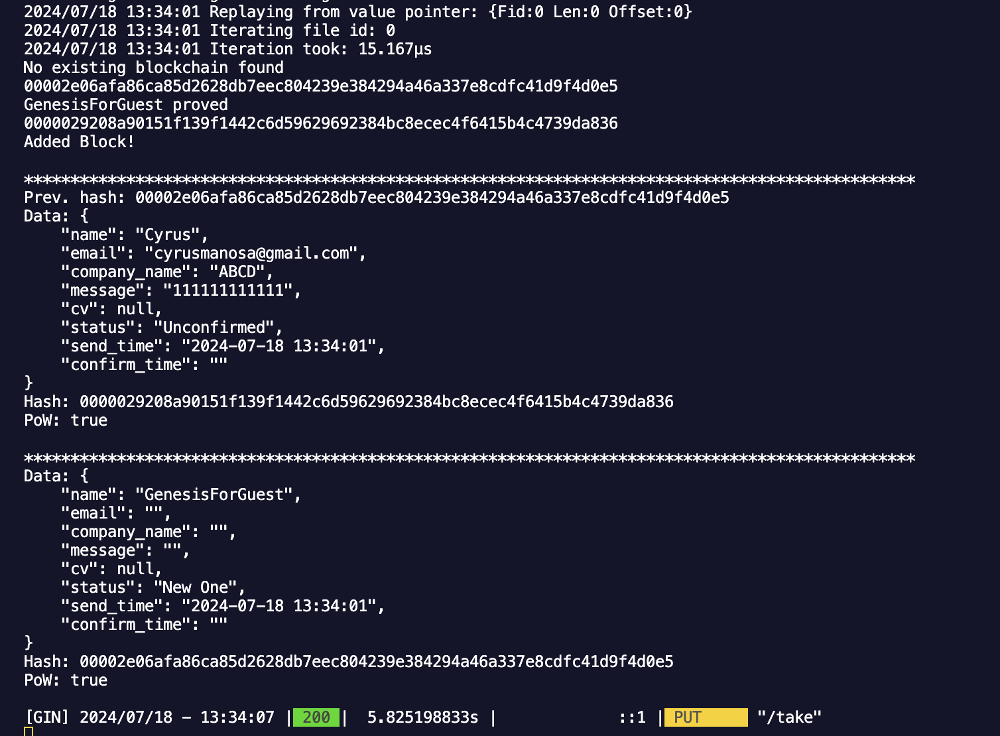 2024/07/18 13:34:01 Replaying from value pointer: {Fid:0 Len:0 Offset:0}
2024/07/18 13:34:01 Iterating file id: 0
2024/07/18 13:34:01 Iteration took: 15.167µs
No existing blockchain found
00002e06afa86ca85d2628db7eec804239e384294a46a337e8cdfc41d9f4d0e5
GenesisForGuest proved
0000029208a90151f139f1442c6d59629692384bc8ecec4f6415b4c4739da836
Added Block!
************************************************************************************************
Prev. hash: 00002e06afa86ca85d2628db7eec804239e384294a46a337e8cdfc41d9f4d0e5
Data: {
    "name": "Cyrus",
    "email": "cyrusmanosa@gmail.com",
    "company_name": "ABCD",
    "message": "111111111111",
    "cv": null,
    "status": "Unconfirmed",
    "send_time": "2024-07-18 13:34:01",
    "confirm_time": ""
}
Hash: 0000029208a90151f139f1442c6d59629692384bc8ecec4f6415b4c4739da836
PoW: true
************************************************************************************************
Data: {
    "name": "GenesisForGuest",
    "email": "",
    "company_name": "",
    "message": "",
    "cv": null,
    "status": "New One",
    "send_time": "2024-07-18 13:34:01",
    "confirm_time": ""
}
Hash: 00002e06afa86ca85d2628db7eec804239e384294a46a337e8cdfc41d9f4d0e5
PoW: true
[GIN] 2024/07/18 - 13:34:07 | 200 |  5.825198833s |             ::1 | PUT     "/take"